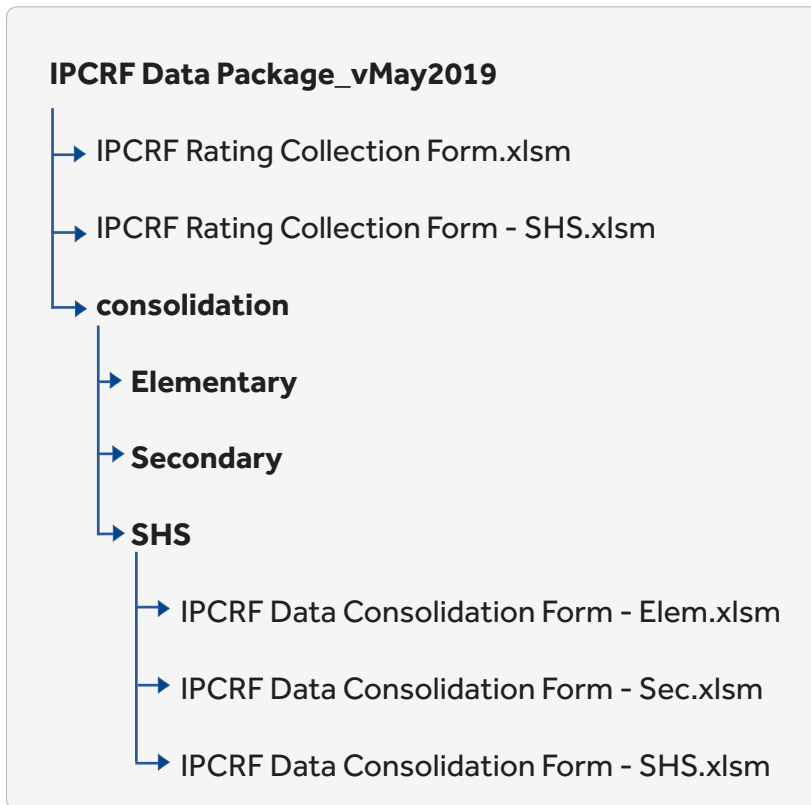 IPCRF Data Package_vMay2019
IPCRF Rating Collection Form.xlsm
IPCRF Rating Collection Form - SHS.xlsm
consolidation
Elementary
Secondary
SHS
IPCRF Data Consolidation Form - Elem.xlsm
IPCRF Data Consolidation Form - Sec.xlsm
IPCRF Data Consolidation Form - SHS.xlsm